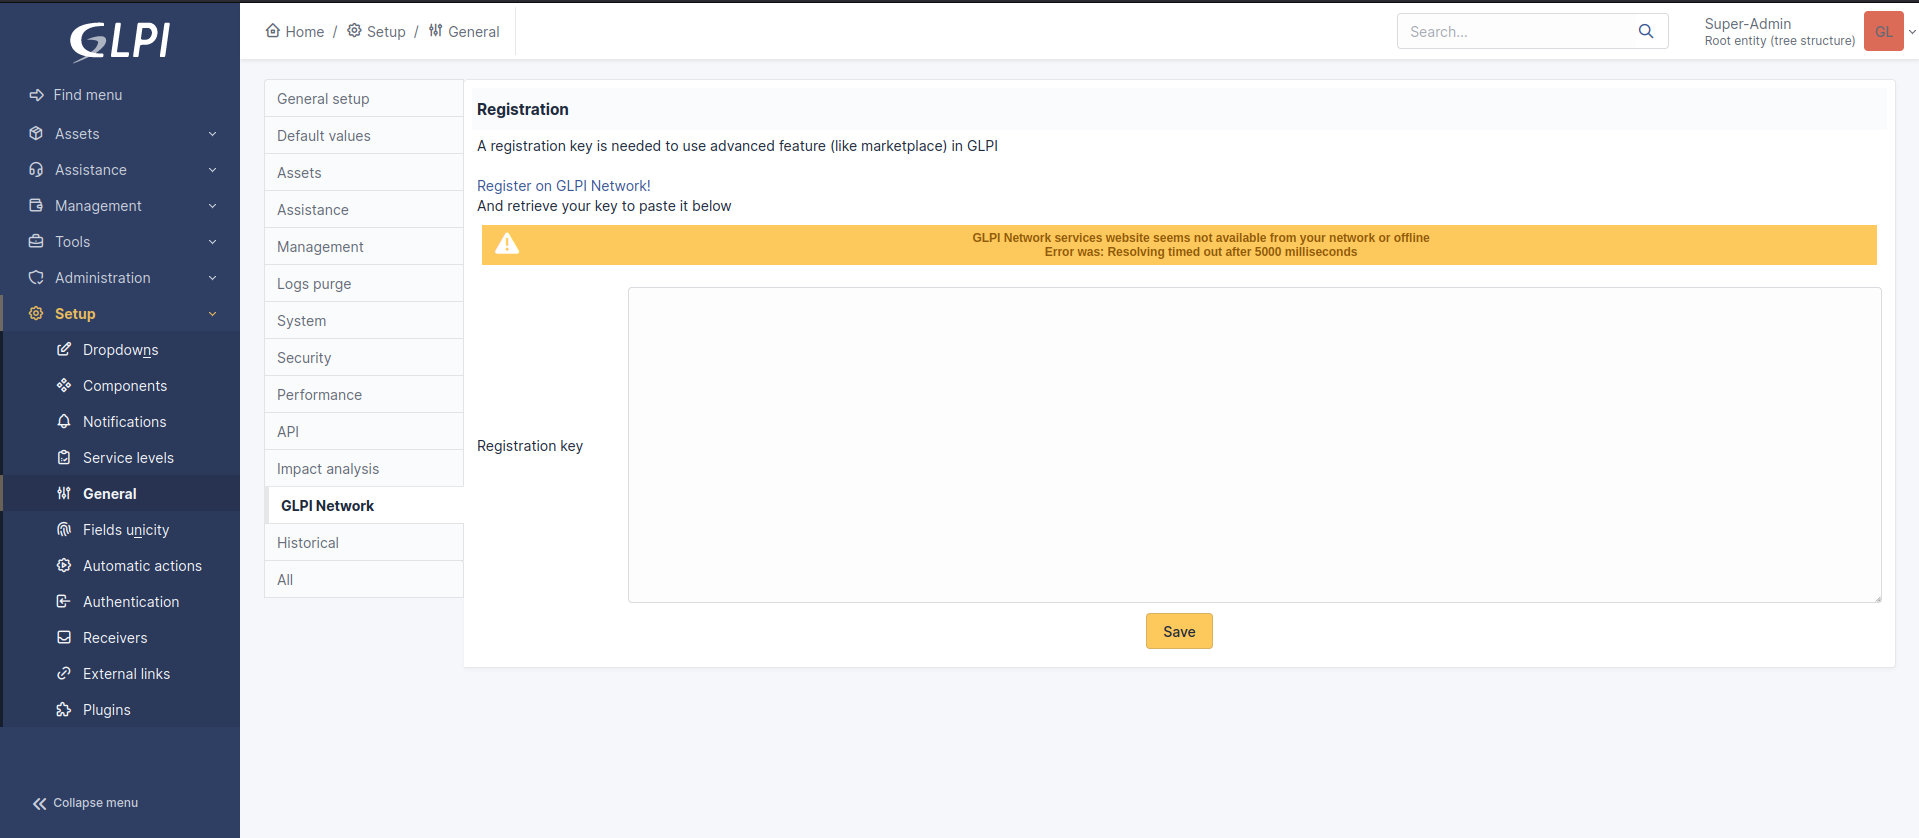 GLPI
Find menu
Assets
Assistance
Management
Tools
Administration
Setup
Dropdowns
Components
Notifications
Service levels
General
Fields unicity
Automatic actions
Authentication
Receivers
External links
Plugins
Collapse menu
Home / Setup / General
Search...
Super-Admin
Root entity (tree structure)
GL
General setup
Default values
Assets
Assistance
Management
Logs purge
System
Security
Performance
API
Impact analysis
GLPI Network
Historical
All
Registration
A registration key is needed to use advanced feature (like marketplace) in GLPI
Register on GLPI Network!
And retrieve your key to paste it below
GLPI Network services website seems not available from your network or offline
Error was: Resolving timed out after 5000 milliseconds
Registration key
Save